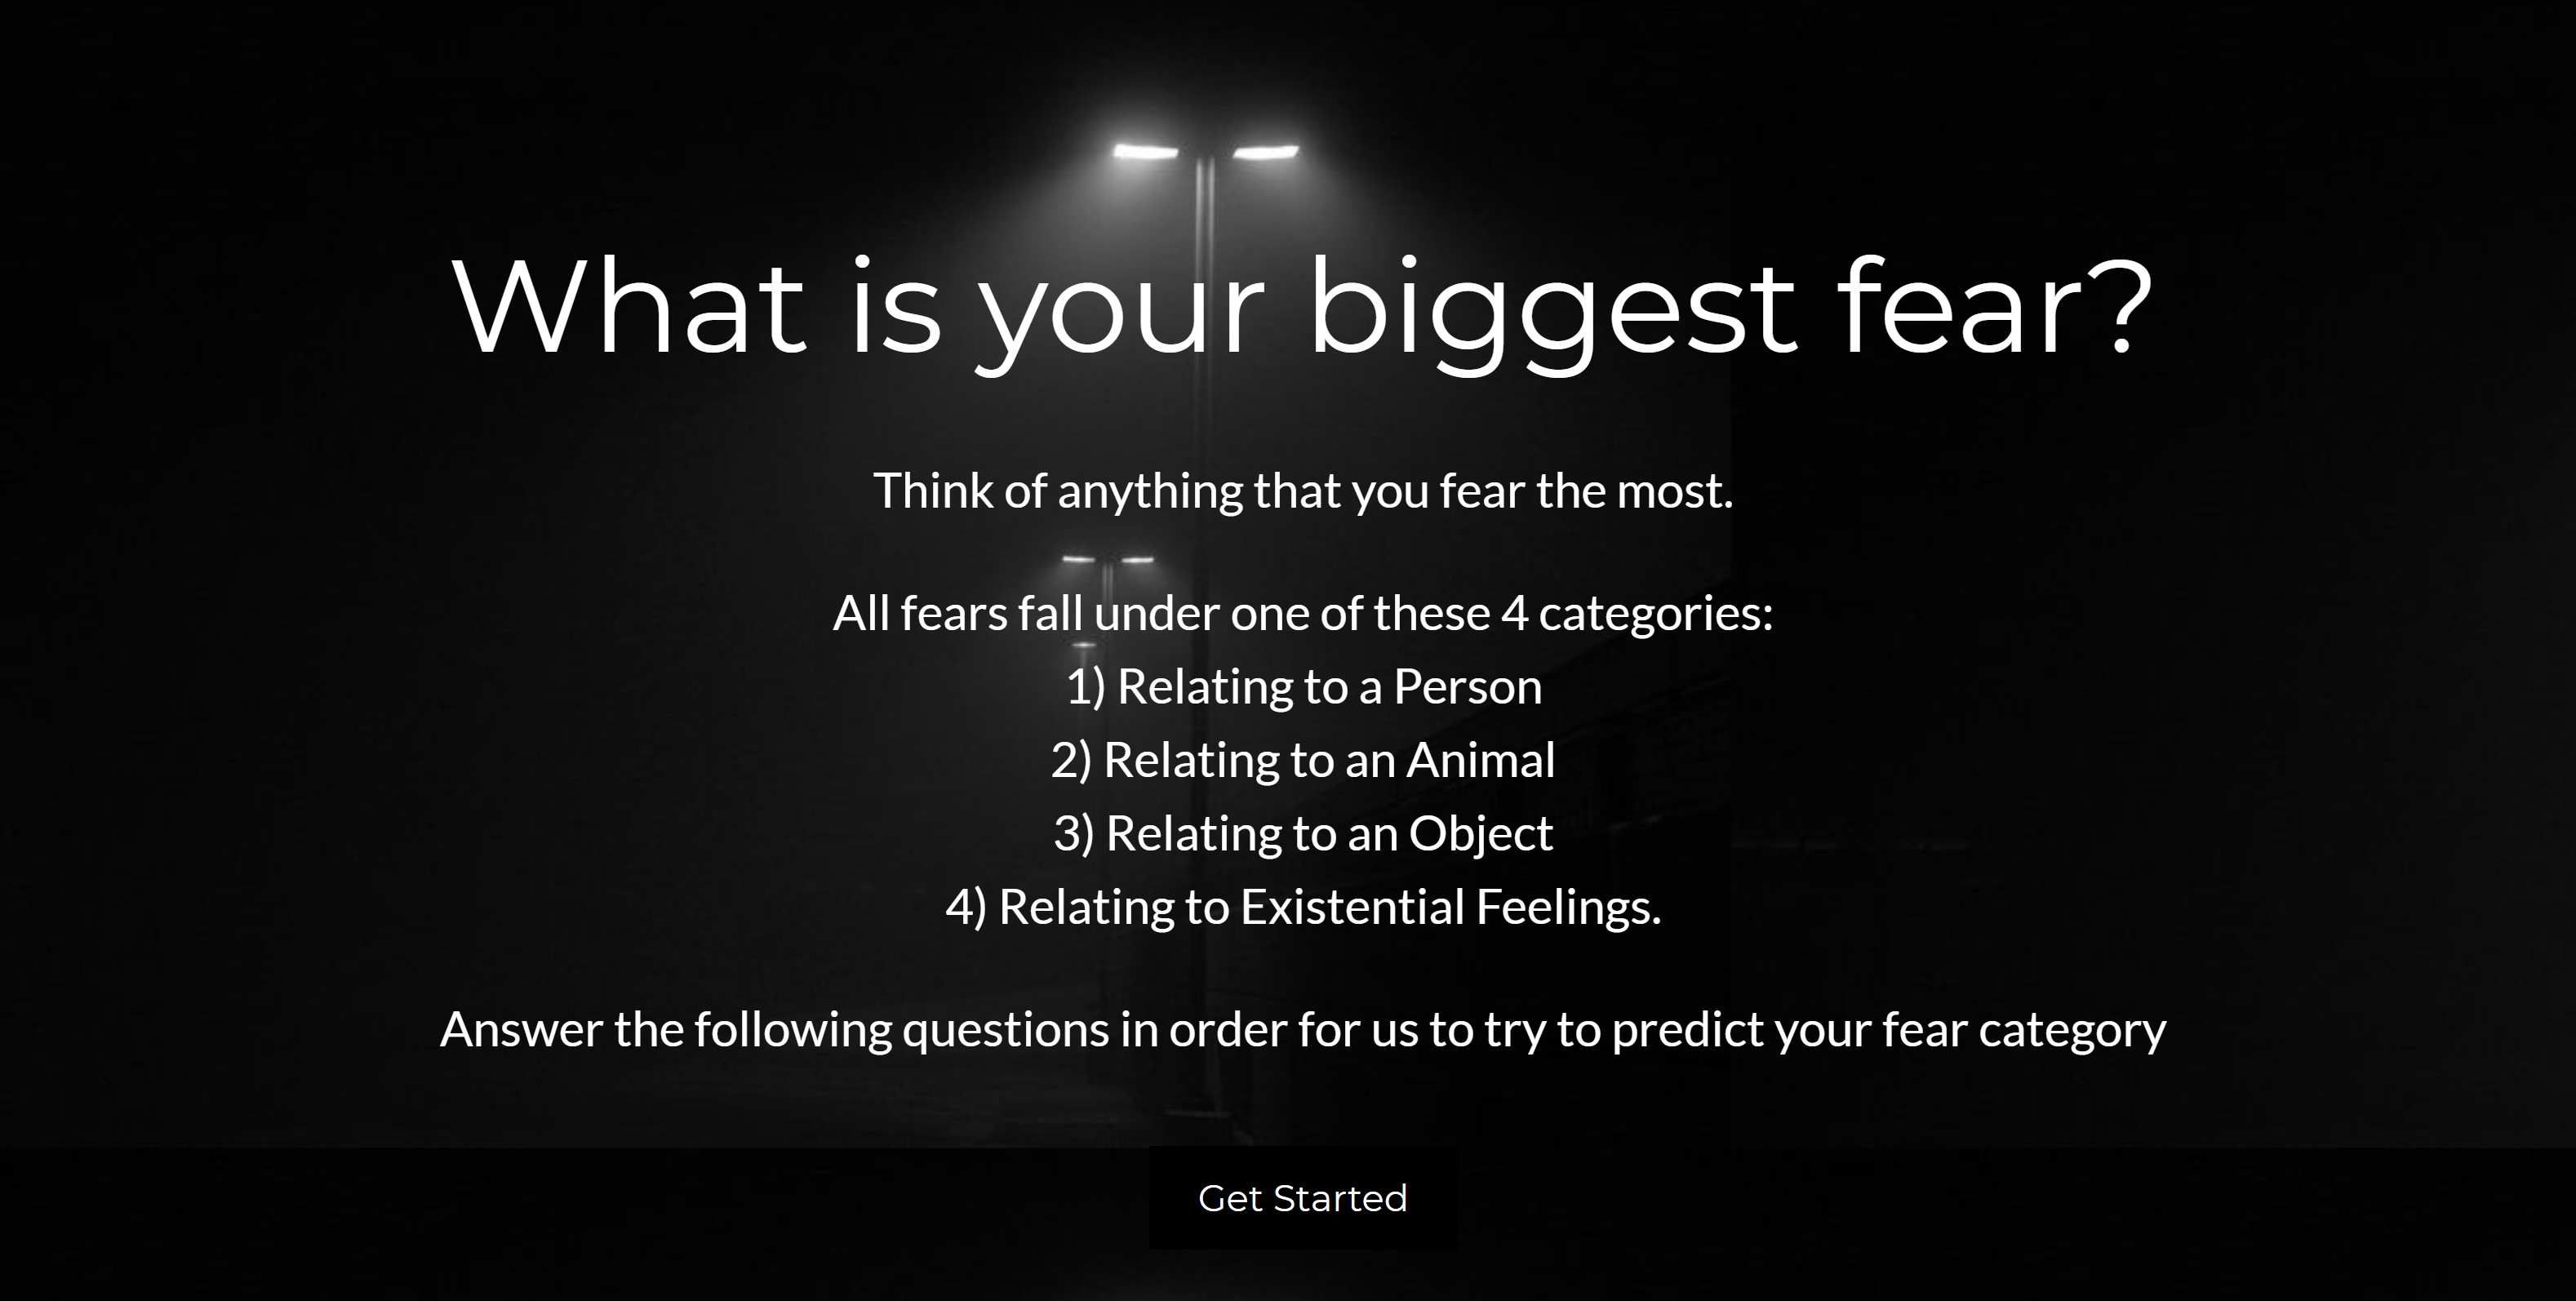 What is your biggest fear?
Think of anything that you fear the most.
All fears fall under one of these 4 categories:
1) Relating to a Person
2) Relating to an Animal
3) Relating to an Object
4) Relating to Existential Feelings.
Answer the following questions in order for us to try to predict your fear category
Get Started